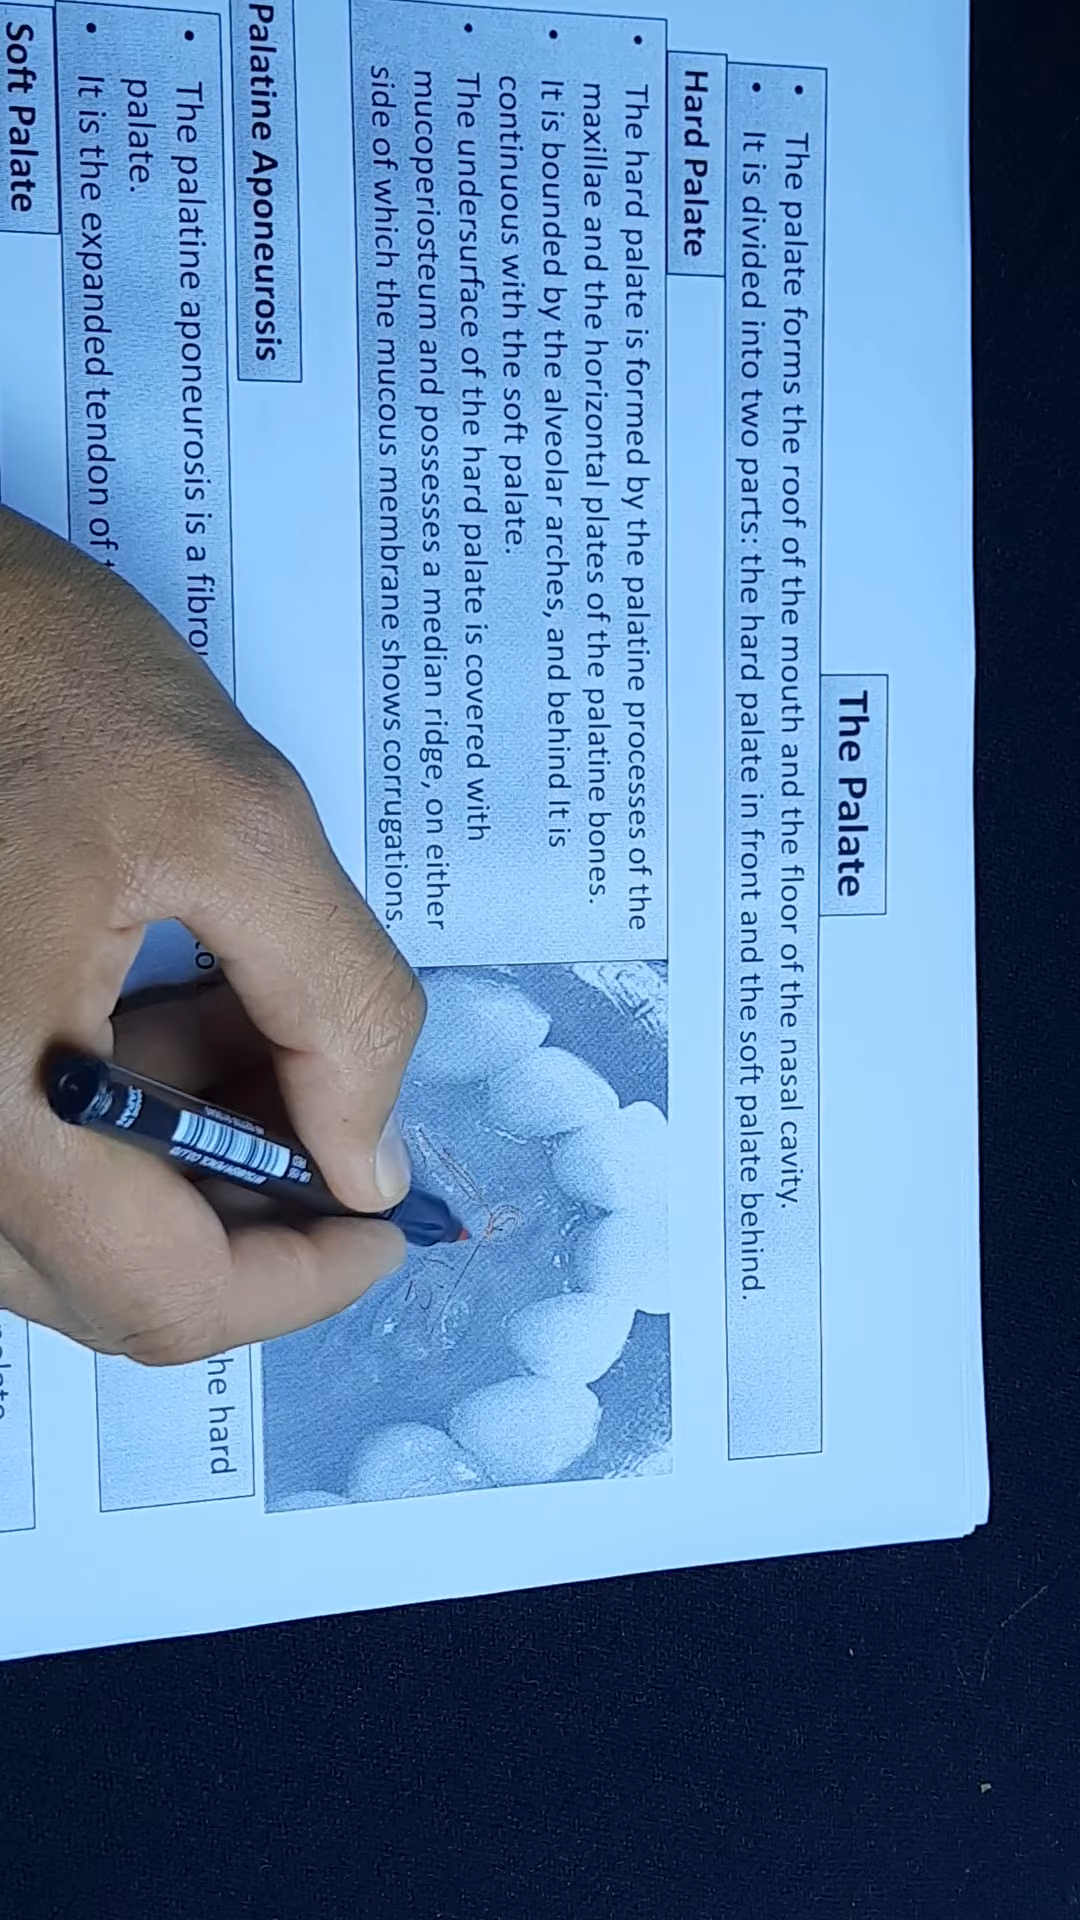 The Palate
• The palate forms the roof of the mouth and the floor of the nasal cavity.
• It is divided into two parts: the hard palate in front and the soft palate behind.
Hard Palate
• The hard palate is formed by the palatine processes of the
maxillae and the horizontal plates of the palatine bones.
• It is bounded by the alveolar arches, and behind It is
continuous with the soft palate.
• The undersurface of the hard palate is covered with
mucoperiosteum and possesses a median ridge, on either
side of which the mucous membrane shows corrugations.
Palatine Aponeurosis
• The palatine aponeurosis is a fibro he hard
palate.
• It is the expanded tendon of
Soft Palate